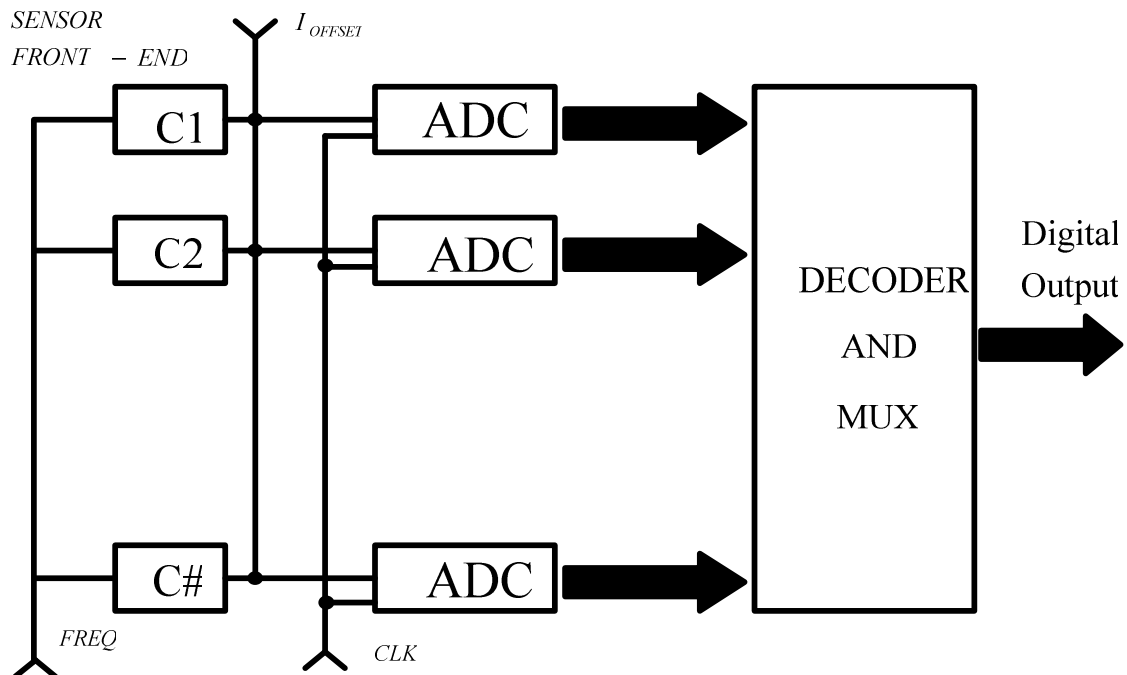 SENSOR
FRONT – END
I OFFSET
C1
ADC
C2
ADC
DECODER
AND
MUX
Digital
Output
C#
ADC
FREQ
CLK